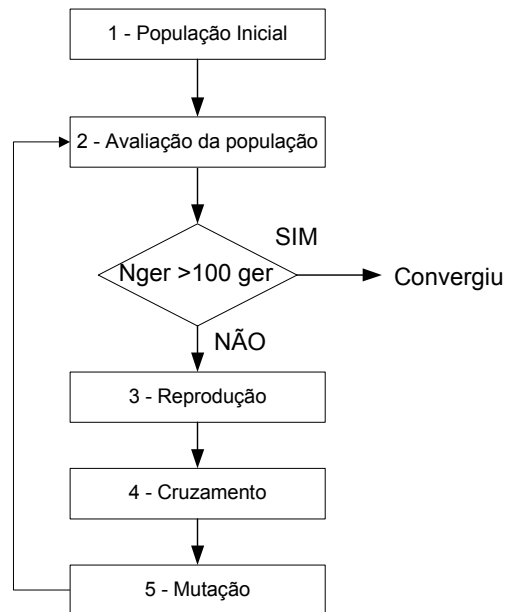 1 - População Inicial
2 - Avaliação da população
SIM
Nger >100 ger
Convergiu
NÃO
3 - Reprodução
4 - Cruzamento
5 - Mutação